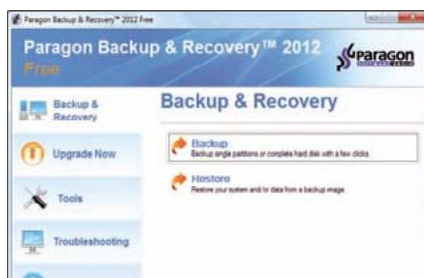 Paragon Backup & Recovery™ 2012 Free
Paragon Backup & Recovery™ 2012
Free
Paragon
SOFTWARE GROUP
Backup &
Recovery
Upgrade Now
Tools
Troubleshooting
Backup & Recovery
Backup
Backup single partitions or complete hard disk with a few clicks.
Restore
Restore your system and/or data from a backup image.